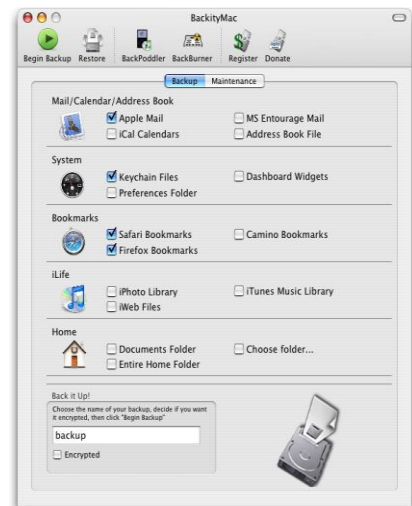 BackityMac
Begin Backup Restore BackPoddler BackBurner Register Donate
Backup Maintenance
Mail/Calendar/Address Book
Apple Mail MS Entourage Mail
iCal Calendars Address Book File
System
Keychain Files Dashboard Widgets
Preferences Folder
Bookmarks
Safari Bookmarks Camino Bookmarks
Firefox Bookmarks
iLife
iPhoto Library iTunes Music Library
iWeb Files
Home
Documents Folder Choose folder...
Entire Home Folder
Back it Up!
Choose the name of your backup, decide if you want
it encrypted, then click "Begin Backup"
backup
Encrypted